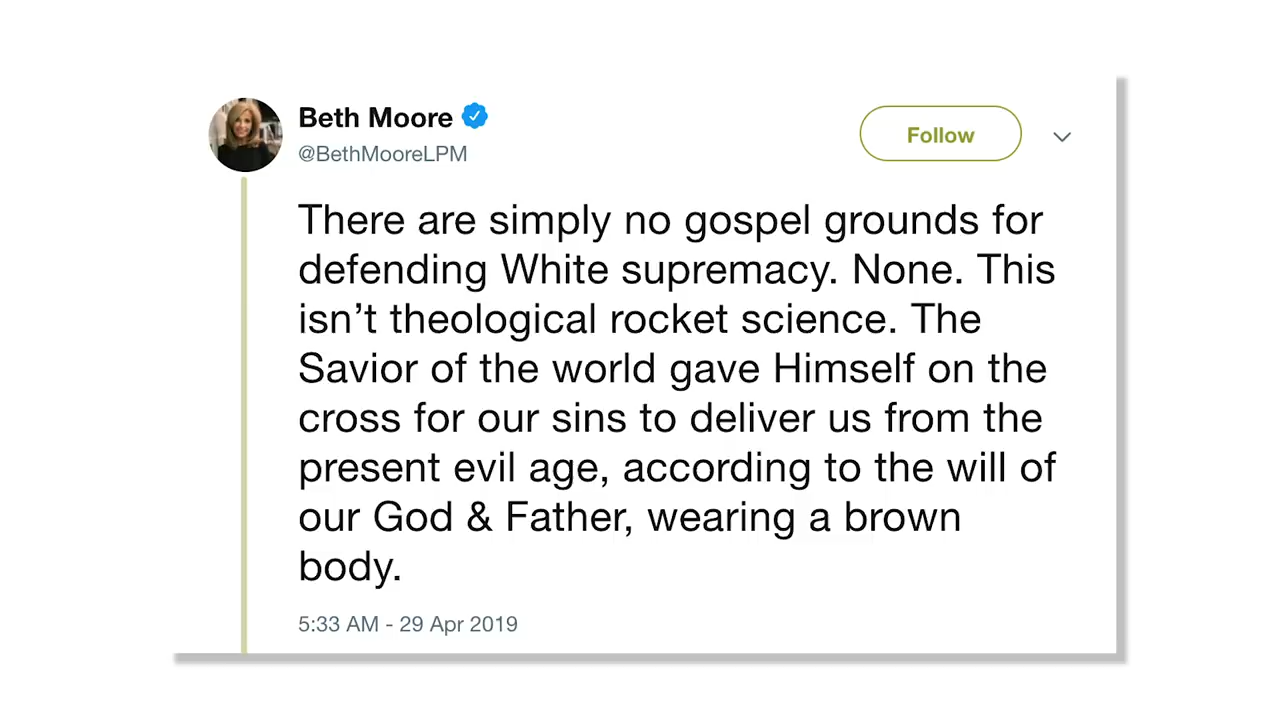 Beth Moore
@BethMooreLPM
Follow
There are simply no gospel grounds for
defending White supremacy. None. This
isn’t theological rocket science. The
Savior of the world gave Himself on the
cross for our sins to deliver us from the
present evil age, according to the will of
our God & Father, wearing a brown
body.
5:33 AM - 29 Apr 2019